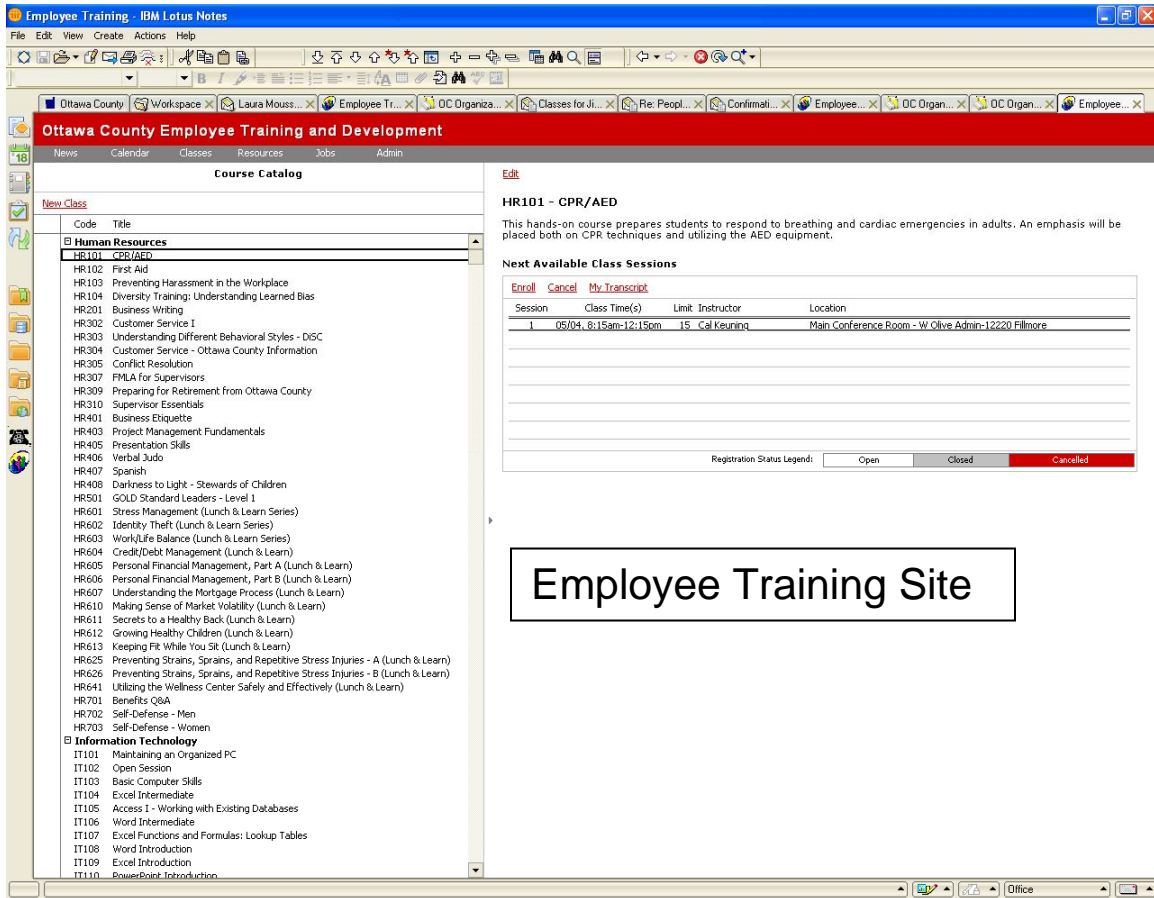 Employee Training - IBM Lotus Notes
File Edit View Create Actions Help
Ottawa County Workspace Laura Mouss... Employee Tr... OC Organiza... Classes for Ji... Re: Peopl... Confirmati... Employee... OC Organ... OC Organ... Employee...
Ottawa County Employee Training and Development
18
News Calendar Classes Resources Jobs Admin
Course Catalog
New Class
Code Title
Human Resources
HR101 CPR/AED
HR102 First Aid
HR103 Preventing Harassment in the Workplace
HR104 Diversity Training: Understanding Learned Bias
HR201 Business Writing
HR302 Customer Service I
HR303 Understanding Different Behavioral Styles - DiSC
HR304 Customer Service - Ottawa County Information
HR305 Conflict Resolution
HR307 FMLA for Supervisors
HR309 Preparing for Retirement from Ottawa County
HR310 Supervisor Essentials
HR401 Business Etiquette
HR403 Project Management Fundamentals
HR405 Presentation Skills
HR406 Verbal Judo
HR407 Spanish
HR408 Darkness to Light - Stewards of Children
HR501 GOLD Standard Leaders - Level 1
HR601 Stress Management (Lunch & Learn Series)
HR602 Identity Theft (Lunch & Learn Series)
HR603 Work/Life Balance (Lunch & Learn Series)
HR604 Credit/Debt Management (Lunch & Learn)
HR605 Personal Financial Management, Part A (Lunch & Learn)
HR606 Personal Financial Management, Part B (Lunch & Learn)
HR607 Understanding the Mortgage Process (Lunch & Learn)
HR610 Making Sense of Market Volatility (Lunch & Learn)
HR611 Secrets to a Healthy Back (Lunch & Learn)
HR612 Growing Healthy Children (Lunch & Learn)
HR613 Keeping Fit While You Sit (Lunch & Learn)
HR625 Preventing Strains, Sprains, and Repetitive Stress Injuries - A (Lunch & Learn)
HR626 Preventing Strains, Sprains, and Repetitive Stress Injuries - B (Lunch & Learn)
HR641 Utilizing the Wellness Center Safely and Effectively (Lunch & Learn)
HR701 Benefits Q&A
HR702 Self-Defense - Men
HR703 Self-Defense - Women
Information Technology
IT101 Maintaining an Organized PC
IT102 Open Session
IT103 Basic Computer Skills
IT104 Excel Intermediate
IT105 Access I - Working with Existing Databases
IT106 Word Intermediate
IT107 Excel Functions and Formulas: Lookup Tables
IT108 Word Introduction
IT109 Excel Introduction
IT110 PowerPoint Introduction
Edit
HR101 - CPR/AED
This hands-on course prepares students to respond to breathing and cardiac emergencies in adults. An emphasis will be
placed both on CPR techniques and utilizing the AED equipment.
Next Available Class Sessions
Enroll Cancel My Transcript
Session Class Time(s) Limit Instructor Location
1 05/04, 8:15am-12:15pm 15 Cal Keuning Main Conference Room - W Olive Admin-12220 Fillmore
Registration Status Legend: Open Closed Cancelled
Employee Training Site
Office